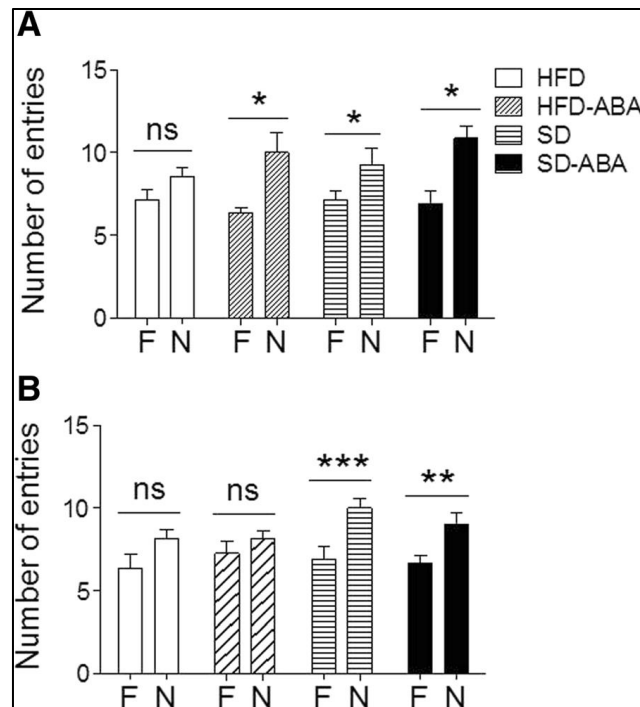 A
Number of entries
15
10
5
0
ns
*
*
*
HFD
HFD-ABA
SD
SD-ABA
F N F N F N F N
B
Number of entries
15
10
5
0
ns
ns
***
**
F N F N F N F N